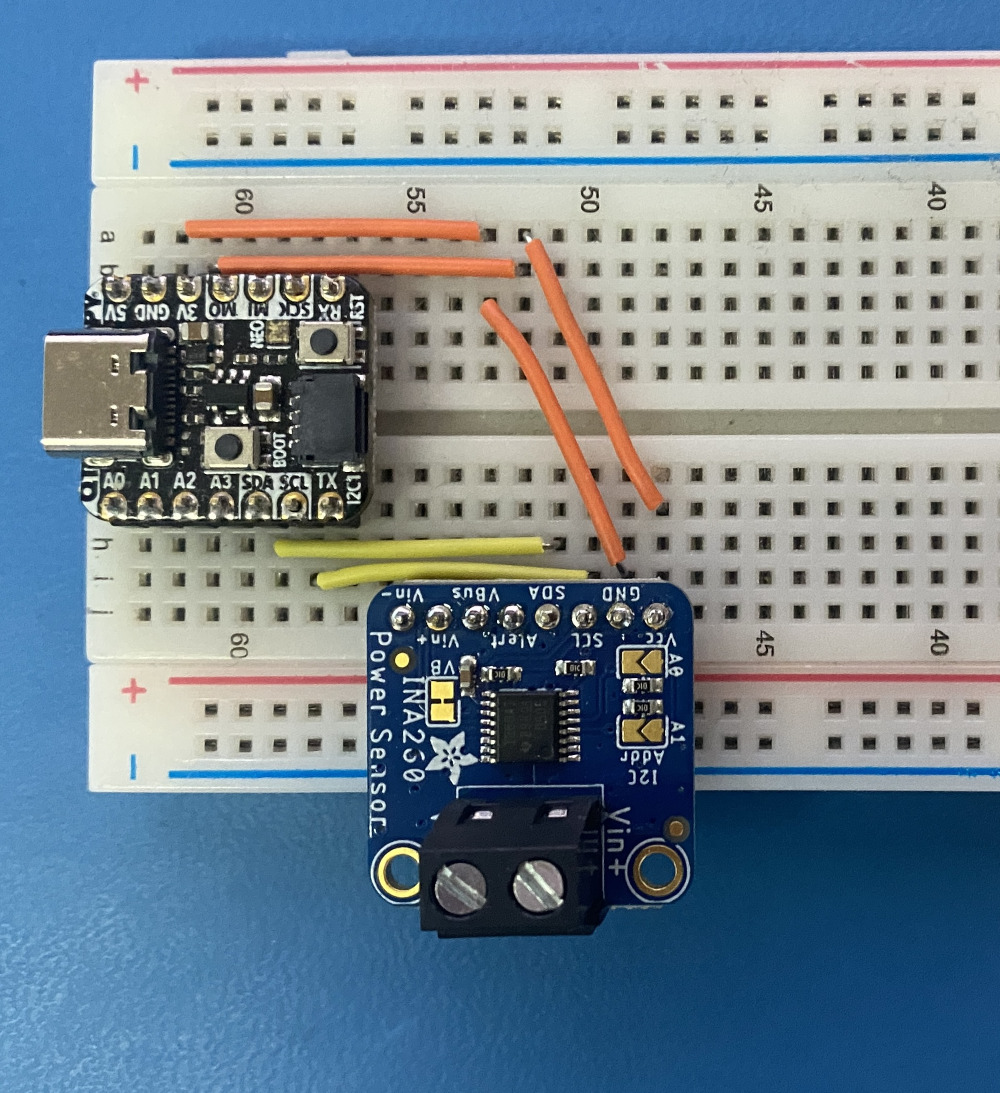 +
60 55 50 45 40
a
b
5V GND 3V MO MI SCK RX
RST
NEO
BOOT
A0 A1 A2 A3 SDA SCL TX
I2C1
h
i
j
Vin- VBus SDA GND
Vin+ Alert SCL Vcc
60 45 40
+
VB
A0
A1
Power Sensor
INA260
I2C
Addr
Vin+